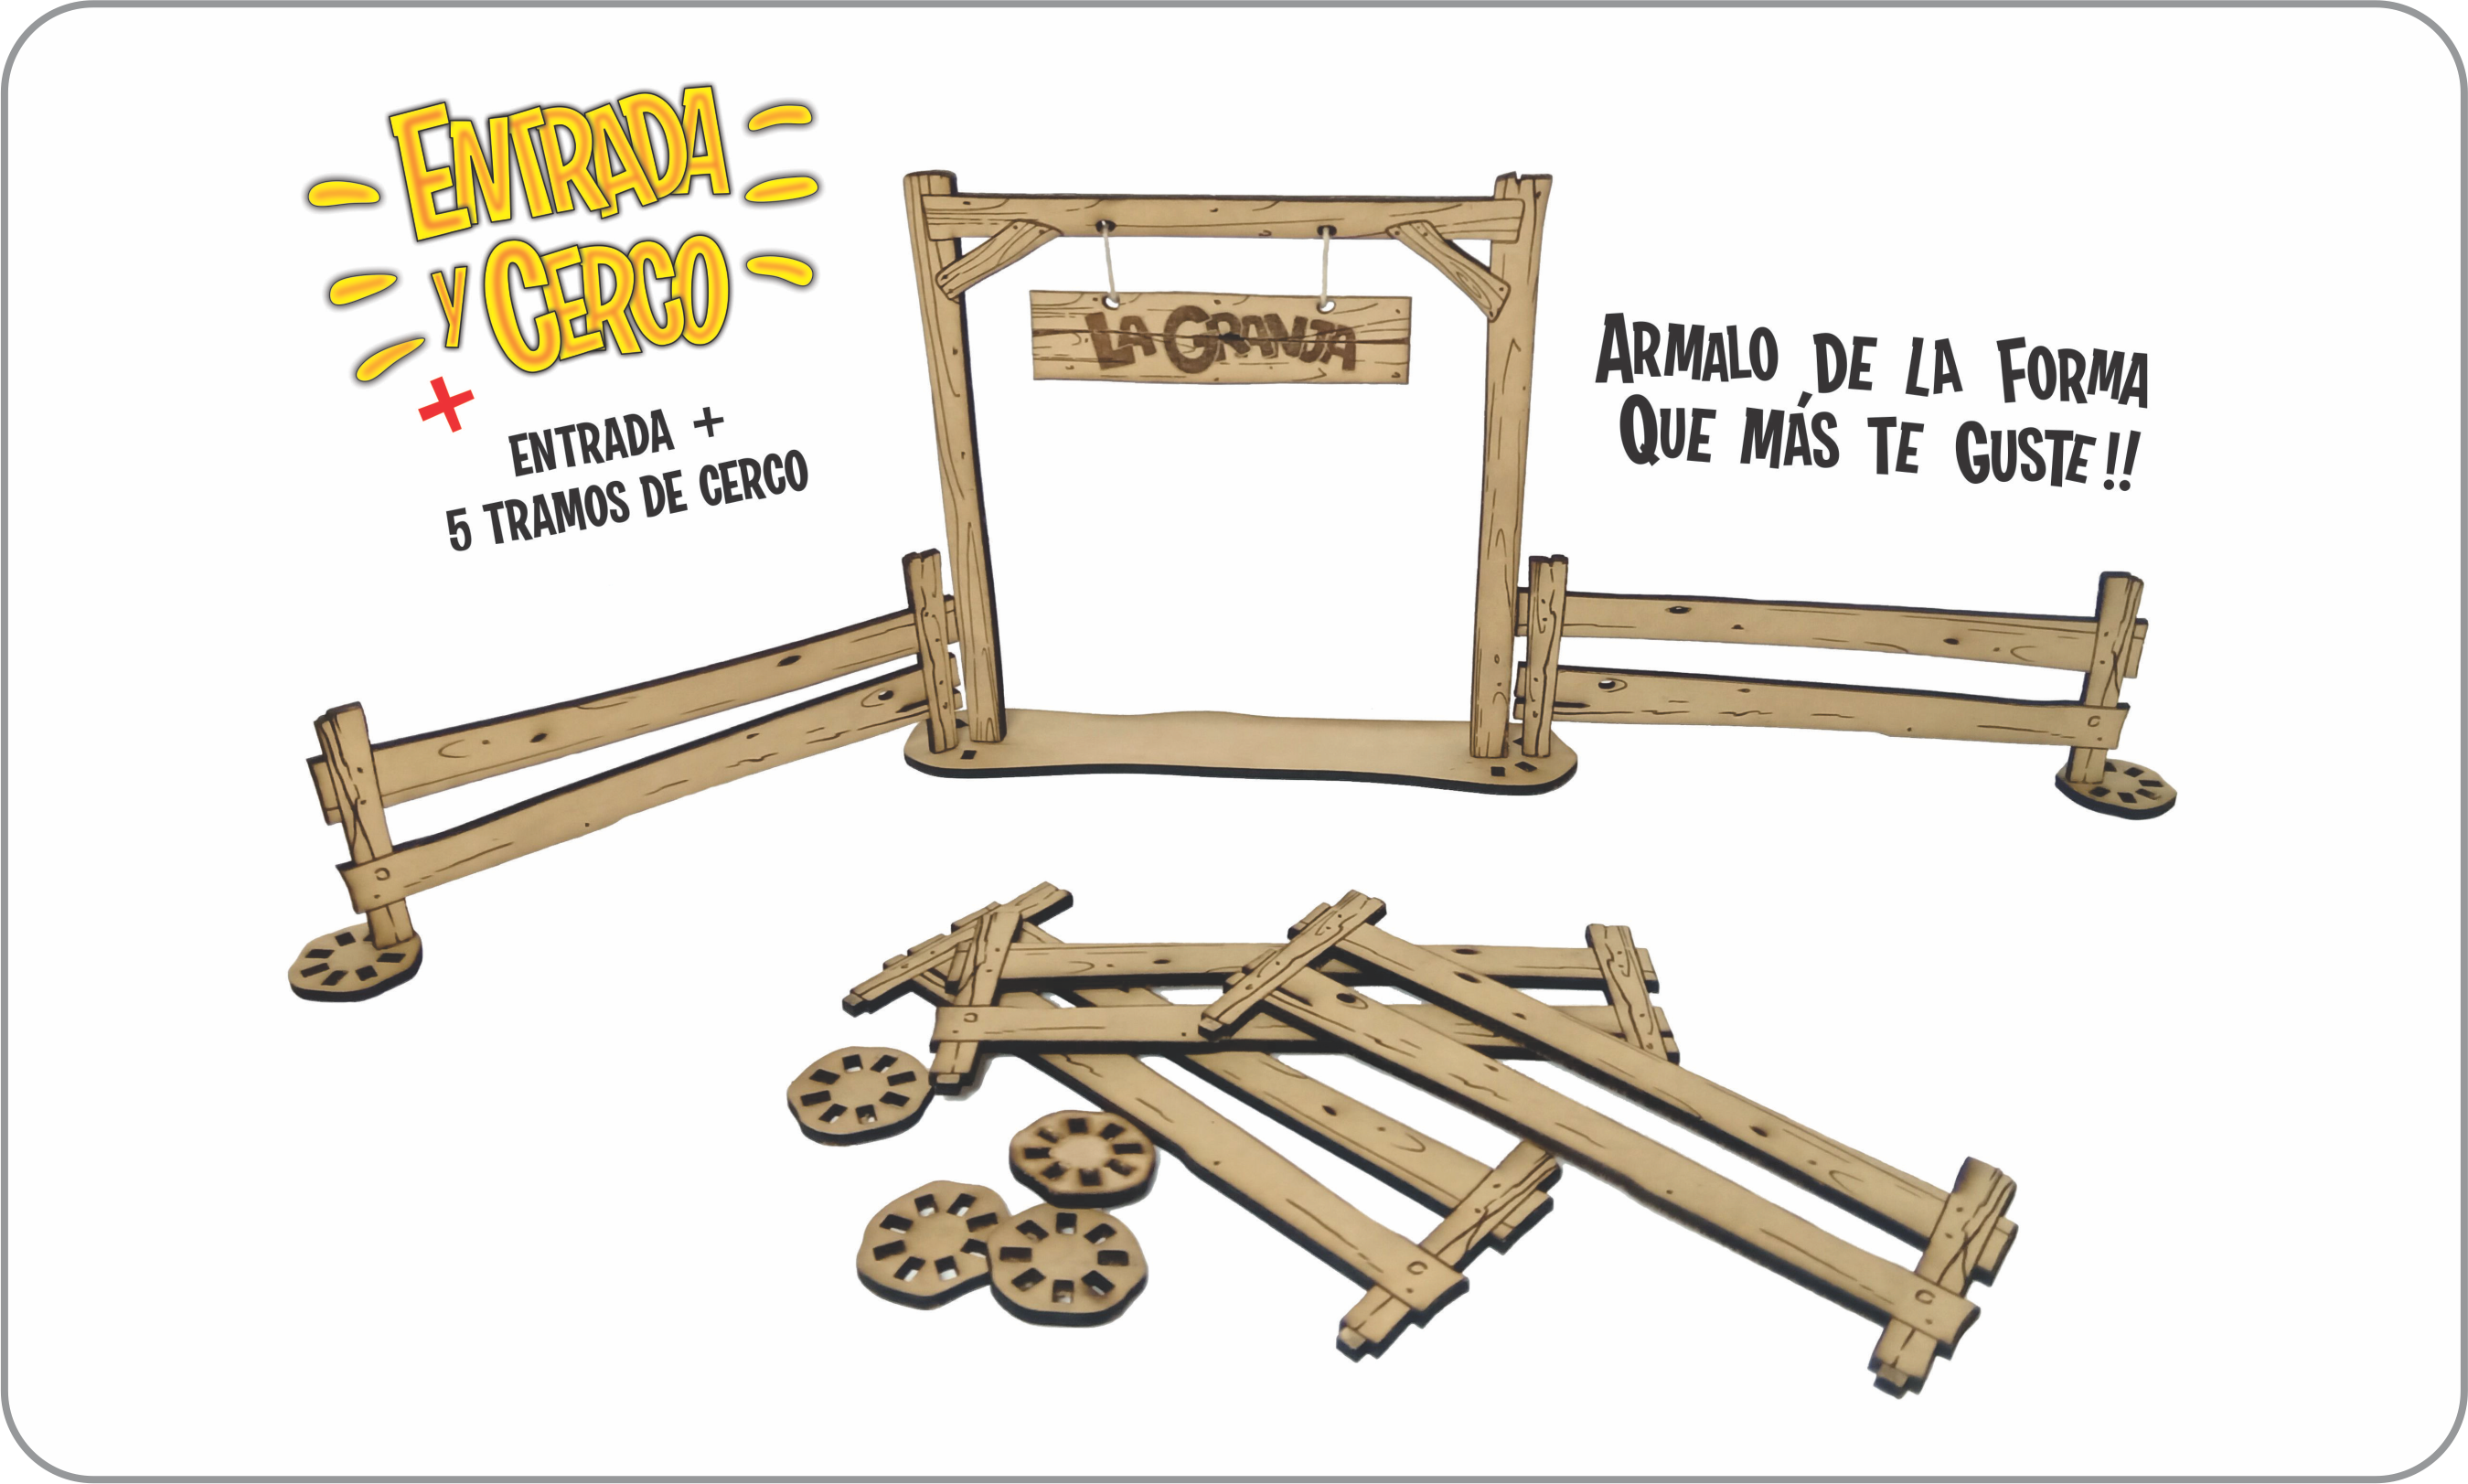 ENTRADA
Y CERCO
+
ENTRADA +
5 TRAMOS DE CERCO
LA GRANJA
ARMALO DE LA FORMA
QUE MÁS TE GUSTE!!